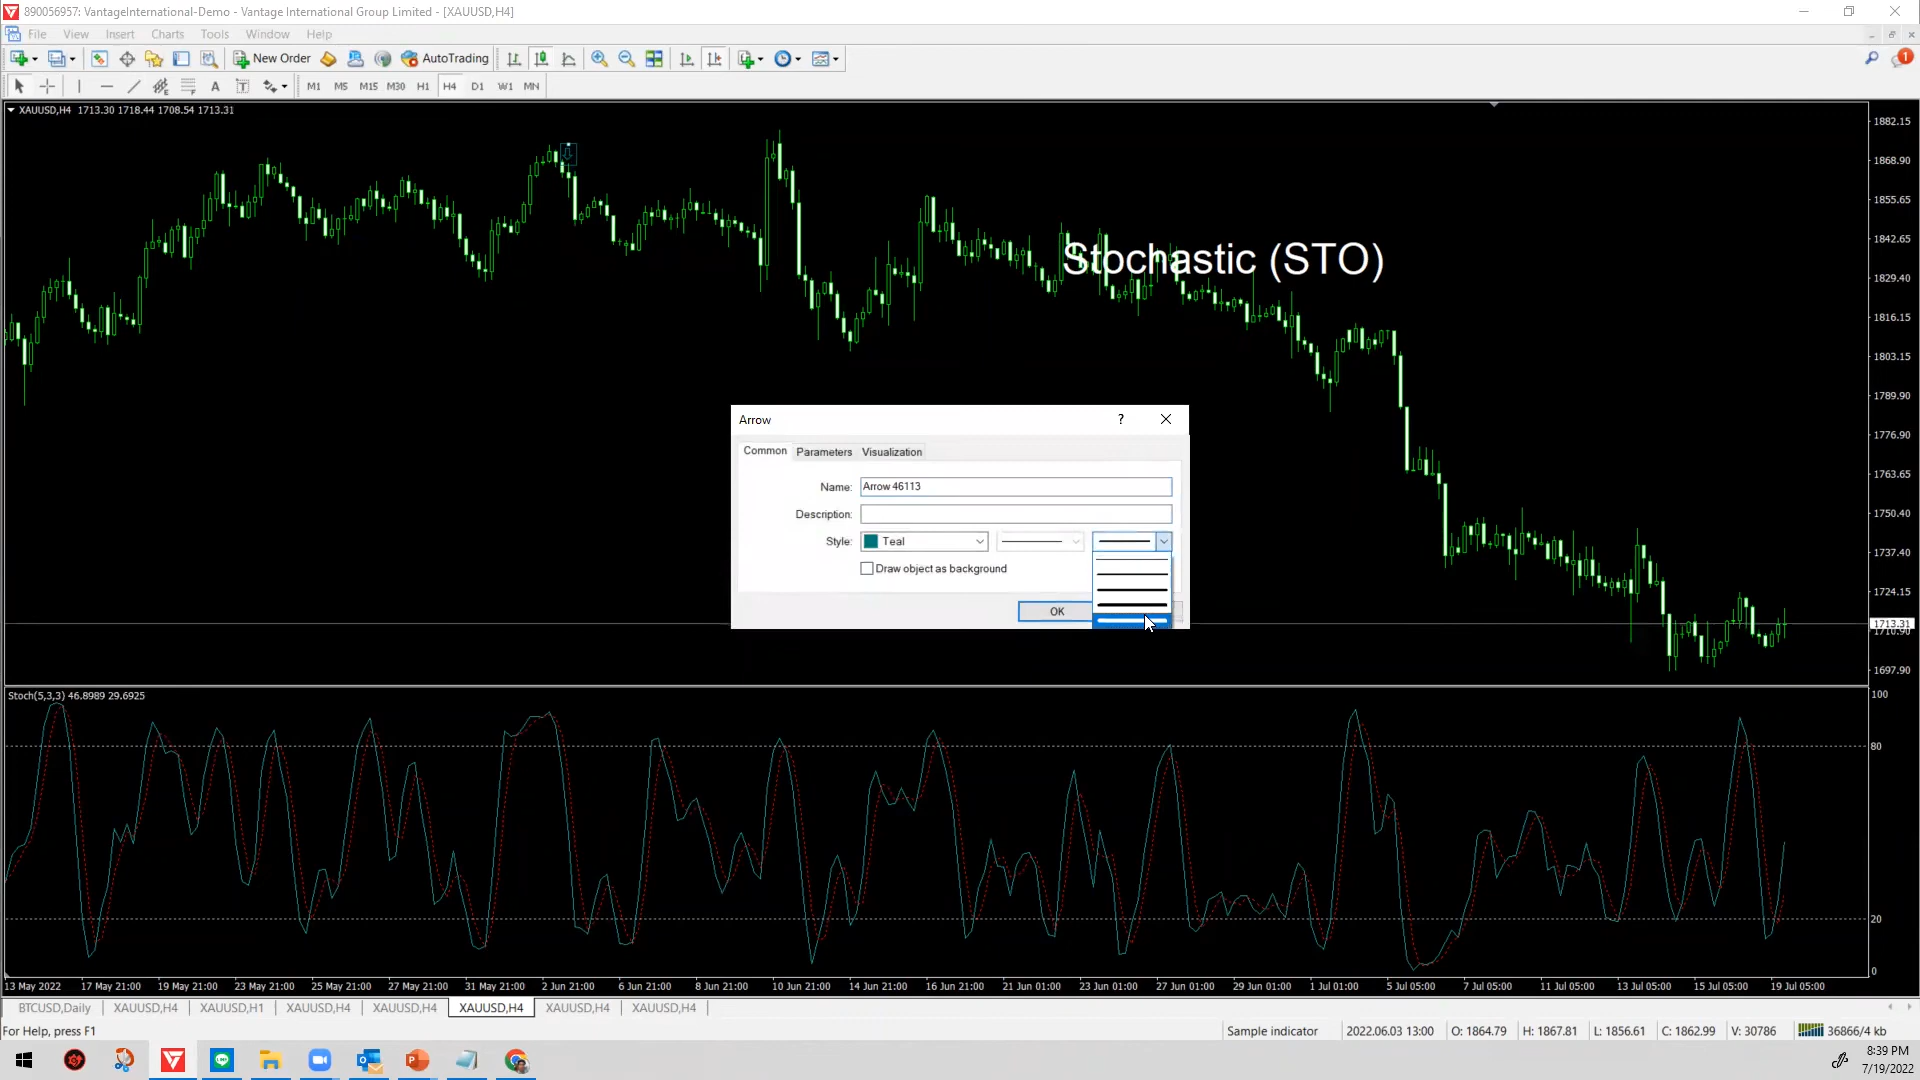 890056957: VantageInternational-Demo - Vantage International Group Limited - [XAUUSD,H4]
File View Insert Charts Tools Window Help
New Order AutoTrading 1
A T M1 M5 M15 M30 H1 H4 D1 W1 MN
XAUUSD,H4 1713.30 1718.44 1708.54 1713.31
1882.15
1868.90
1855.65
1842.65
Stochastic (STO)
1829.40
1816.15
1803.15
1789.90
1776.90
1763.65
1750.40
1737.40
1724.15
1713.31
1710.90
1697.90
Arrow ?
Common Parameters Visualization
Name: Arrow 46113
Description:
Style: Teal
Draw object as background
OK
Stoch(5,3,3) 46.8989 29.6925
100
80
20
0
13 May 2022 17 May 21:00 19 May 21:00 23 May 21:00 25 May 21:00 27 May 21:00 31 May 21:00 2 Jun 21:00 6 Jun 21:00 8 Jun 21:00 10 Jun 21:00 14 Jun 21:00 16 Jun 21:00 21 Jun 01:00 23 Jun 01:00 27 Jun 01:00 29 Jun 01:00 1 Jul 01:00 5 Jul 05:00 7 Jul 05:00 11 Jul 05:00 13 Jul 05:00 15 Jul 05:00 19 Jul 05:00
BTCUSD,Daily XAUUSD,H4 XAUUSD,H1 XAUUSD,H4 XAUUSD,H4 XAUUSD,H4 XAUUSD,H4 XAUUSD,H4
For Help, press F1 Sample indicator 2022.06.03 13:00 O: 1864.79 H: 1867.81 L: 1856.61 C: 1862.99 V: 30786 36866/4 kb
8:39 PM
7/19/2022